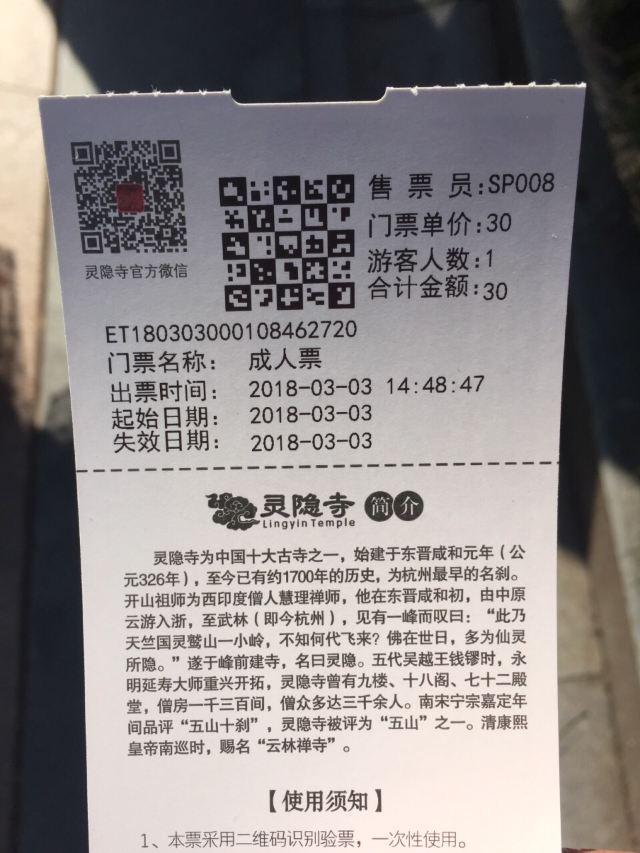 灵隐寺官方微信
售 票 员:SP008
门票单价:30
游客人数:1
合计金额:30
ET180303000108462720
门票名称: 成人票
出票时间: 2018-03-03 14:48:47
起始日期: 2018-03-03
失效日期: 2018-03-03
灵隐寺 简介
LingyinTemple
灵隐寺为中国十大古寺之一，始建于东晋咸和元年（公
元326年），至今已有约1700年的历史，为杭州最早的名刹。
开山祖师为西印度僧人慧理禅师，他在东晋咸和初，由中原
云游入浙，至武林（即今杭州），见有一峰而叹曰：“此乃
天竺国灵鹫山一小岭，不知何代飞来？佛在世日，多为仙灵
所隐。”遂于峰前建寺，名曰灵隐。五代吴越王钱镠时，永
明延寿大师重兴开拓，灵隐寺曾有九楼、十八阁、七十二殿
堂，僧房一千三百间，僧众多达三千余人。南宋宁宗嘉定年
间品评“五山十刹”，灵隐寺被评为“五山”之一。清康熙
皇帝南巡时，赐名“云林禅寺”。
【使用须知】
1、本票采用二维码识别验票，一次性使用。